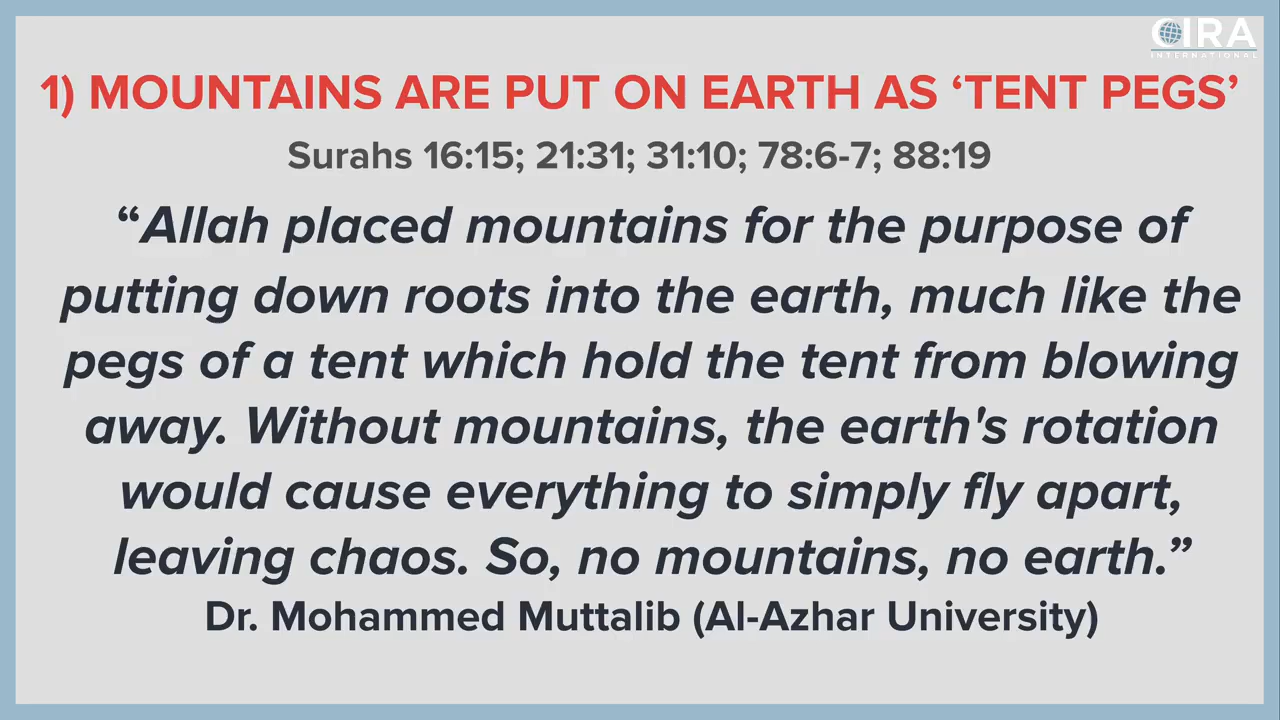 CIRA
INTERNATIONAL
1) MOUNTAINS ARE PUT ON EARTH AS ‘TENT PEGS’
Surahs 16:15; 21:31; 31:10; 78:6-7; 88:19
“Allah placed mountains for the purpose of
putting down roots into the earth, much like the
pegs of a tent which hold the tent from blowing
away. Without mountains, the earth's rotation
would cause everything to simply fly apart,
leaving chaos. So, no mountains, no earth.”
Dr. Mohammed Muttalib (Al-Azhar University)